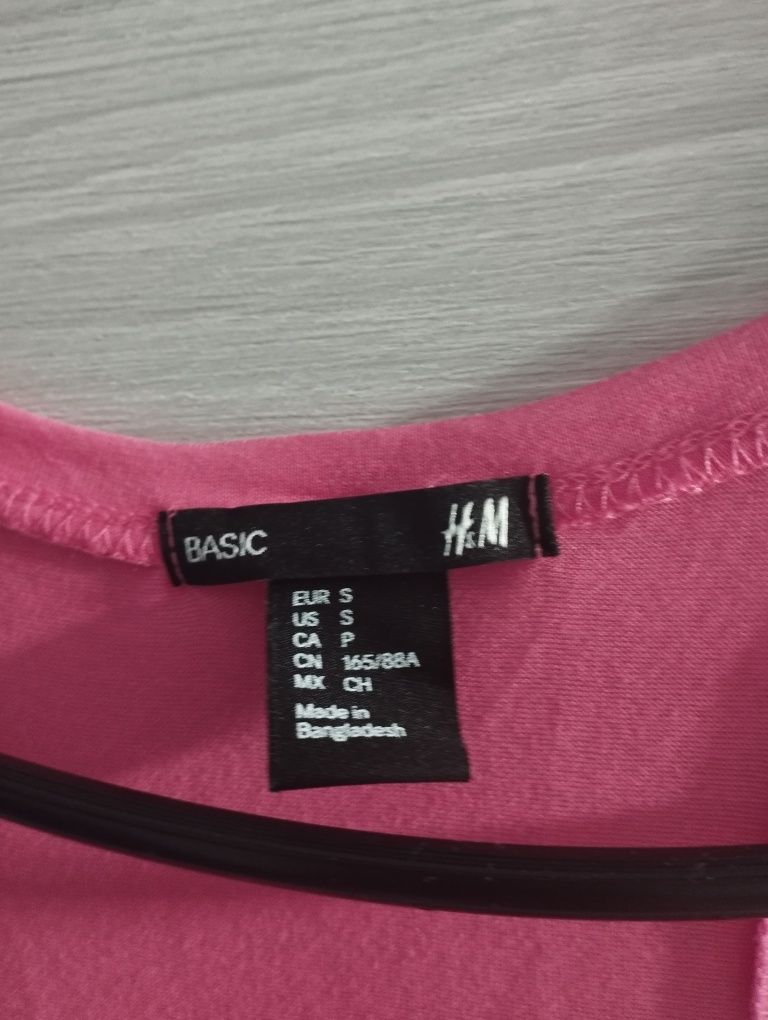 BASIC H&M
EUR S
US S
CA P
CN 165/88A
MX CH
Made in
Bangladesh